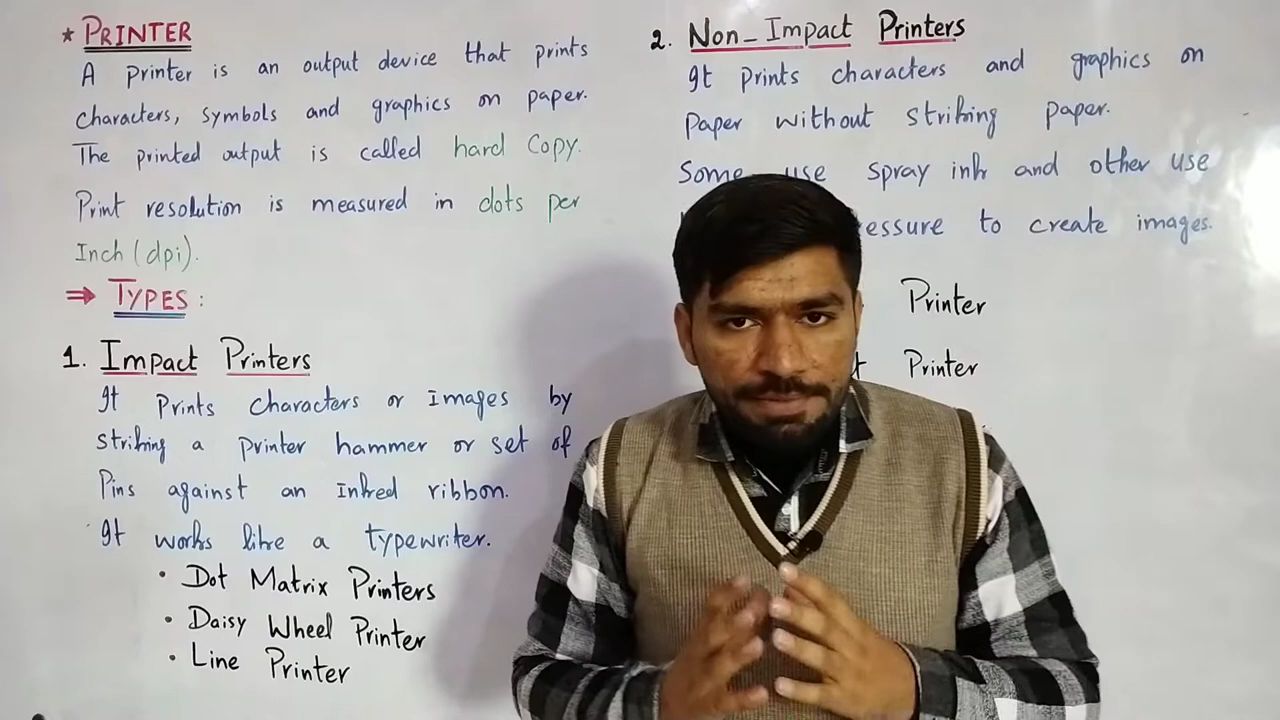 * PRINTER
A printer is an output device that prints
characters, symbols and graphics on paper.
The printed output is called hard Copy.
Print resolution is measured in dots per
Inch (dpi).
⇒ TYPES:
1. Impact Printers
It Prints characters or Images by
striking a printer hammer or set of
Pins against an Inked ribbon.
It works like a typewriter.
• Dot Matrix Printers
• Daisy Wheel Printer
• Line Printer
2. Non-Impact Printers
It prints characters and graphics on
Paper without striking paper.
Some use spray ink and other use
to create images.
Printer
Printer